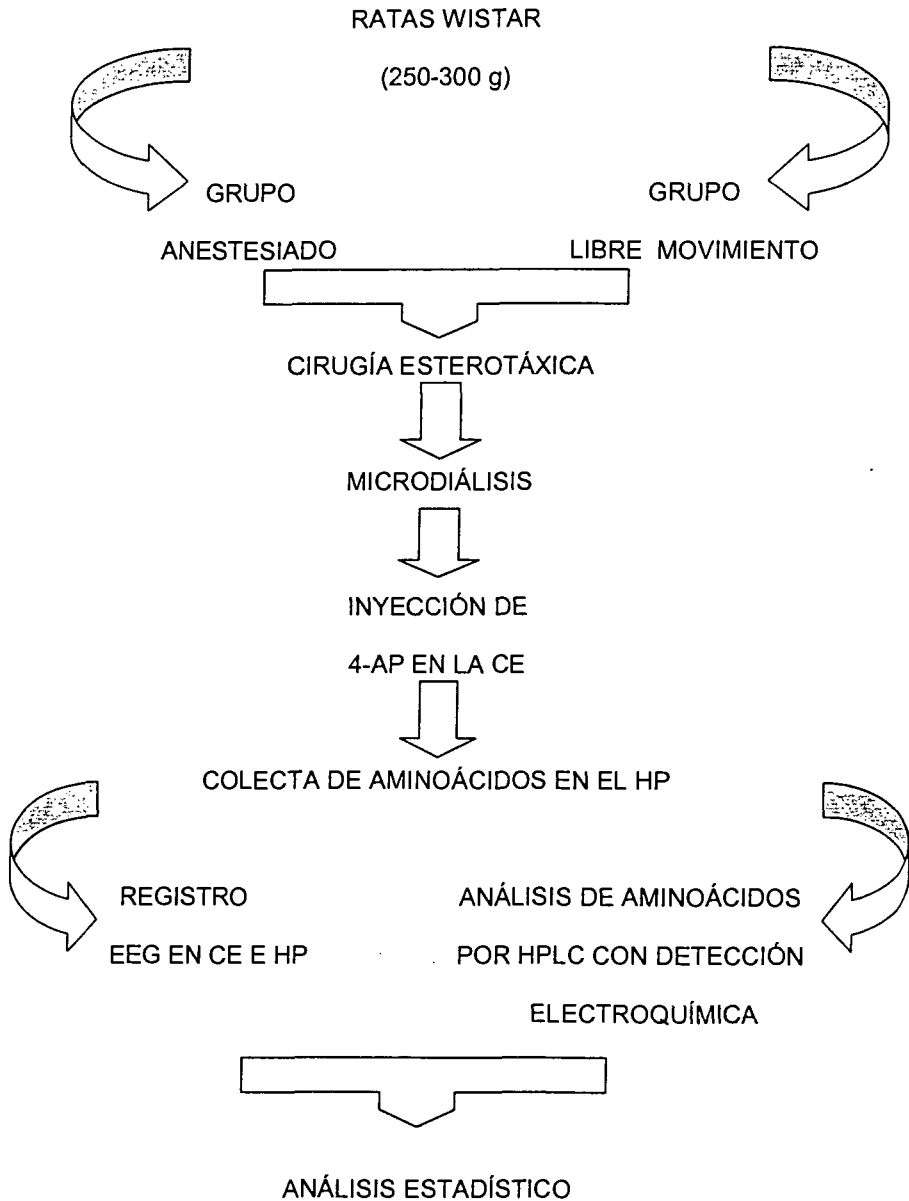 RATAS WISTAR
(250-300 g)
GRUPO
ANESTESIADO
GRUPO
LIBRE MOVIMIENTO
CIRUGÍA ESTEROTÁXICA
MICRODIÁLISIS
INYECCIÓN DE
4-AP EN LA CE
COLECTA DE AMINOÁCIDOS EN EL HP
REGISTRO
EEG EN CE E HP
ANÁLISIS DE AMINOÁCIDOS
POR HPLC CON DETECCIÓN
ELECTROQUÍMICA
ANÁLISIS ESTADÍSTICO